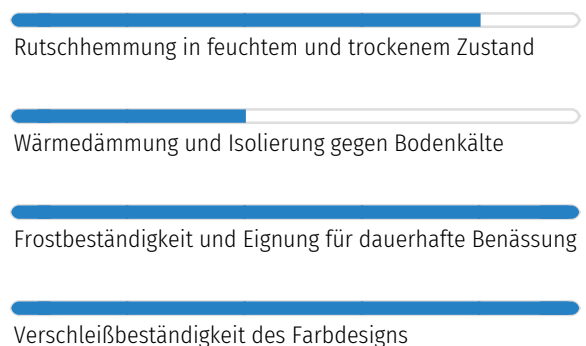 Rutschhemmung in feuchtem und trockenem Zustand
Wärmedämmung und Isolierung gegen Bodenkälte
Frostbeständigkeit und Eignung für dauerhafte Benässung
Verschleißbeständigkeit des Farbdesigns